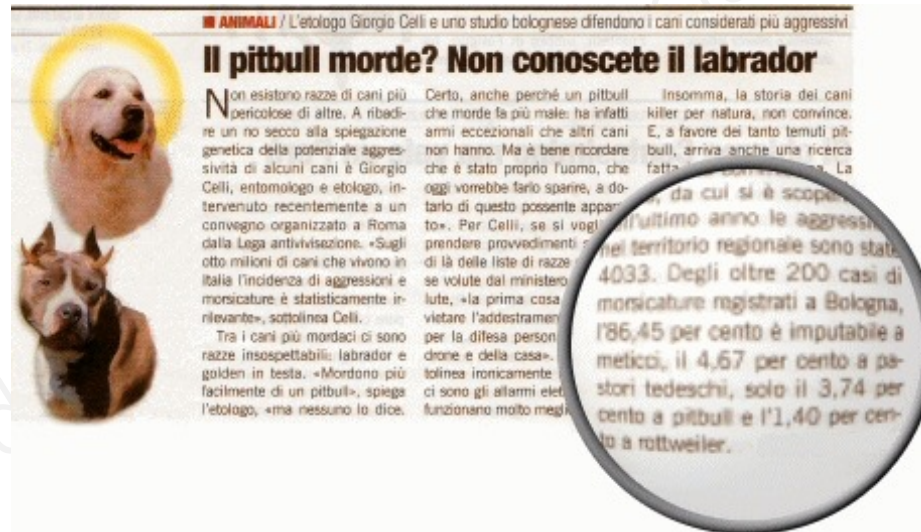 ANIMALI / L'etologo Giorgio Celli e uno studio bolognese difendono i cani considerati più aggressivi
Il pitbull morde? Non conoscete il labrador
Non esistono razze di cani più
pericolose di altre. A ribadi-
re un no secco alla spiegazione
genetica della potenziale aggres-
sività di alcuni cani è Giorgio
Celli, entomologo e etologo, in-
tervenuto recentemente a un
convegno organizzato a Roma
dalla Lega antivivisezione. «Sugli
otto milioni di cani che vivono in
Italia l'incidenza di aggressioni e
morsicature è statisticamente ir-
rilevante», sottolinea Celli.
Tra i cani più mordaci ci sono
razze insospettabili: labrador e
golden in testa. «Mordono più
facilmente di un pitbull», spiega
l'etologo, «ma nessuno lo dice.
Certo, anche perché un pitbull
che morde fa più male: ha infatti
armi eccezionali che altri cani
non hanno. Ma è bene ricordare
che è stato proprio l'uomo, che
oggi vorrebbe farlo sparire, a do-
tarlo di questo possente appara-
to». Per Celli, se si vogl
prendere provvedimenti
di là delle liste di razze
se volute dal ministero
lute, «la prima cosa
vietare l'addestramen
per la difesa person
drone e della casa».
tolinea ironicamente
ci sono gli allarmi elet
funzionano molto megli
Insomma, la storia dei cani
killer per natura, non convince.
E, a favore dei tanto temuti pit-
bull, arriva anche una ricerca
fatta La
da cui si è scope
ll'ultimo anno le aggress
nel territorio regionale sono state
4033. Degli oltre 200 casi di
morsicature registrati a Bologna,
l'86,45 per cento è imputabile a
meticci, il 4,67 per cento a pa-
stori tedeschi, solo il 3,74 per
cento a pitbull e l'1,40 per cen-
to a rottweiler.